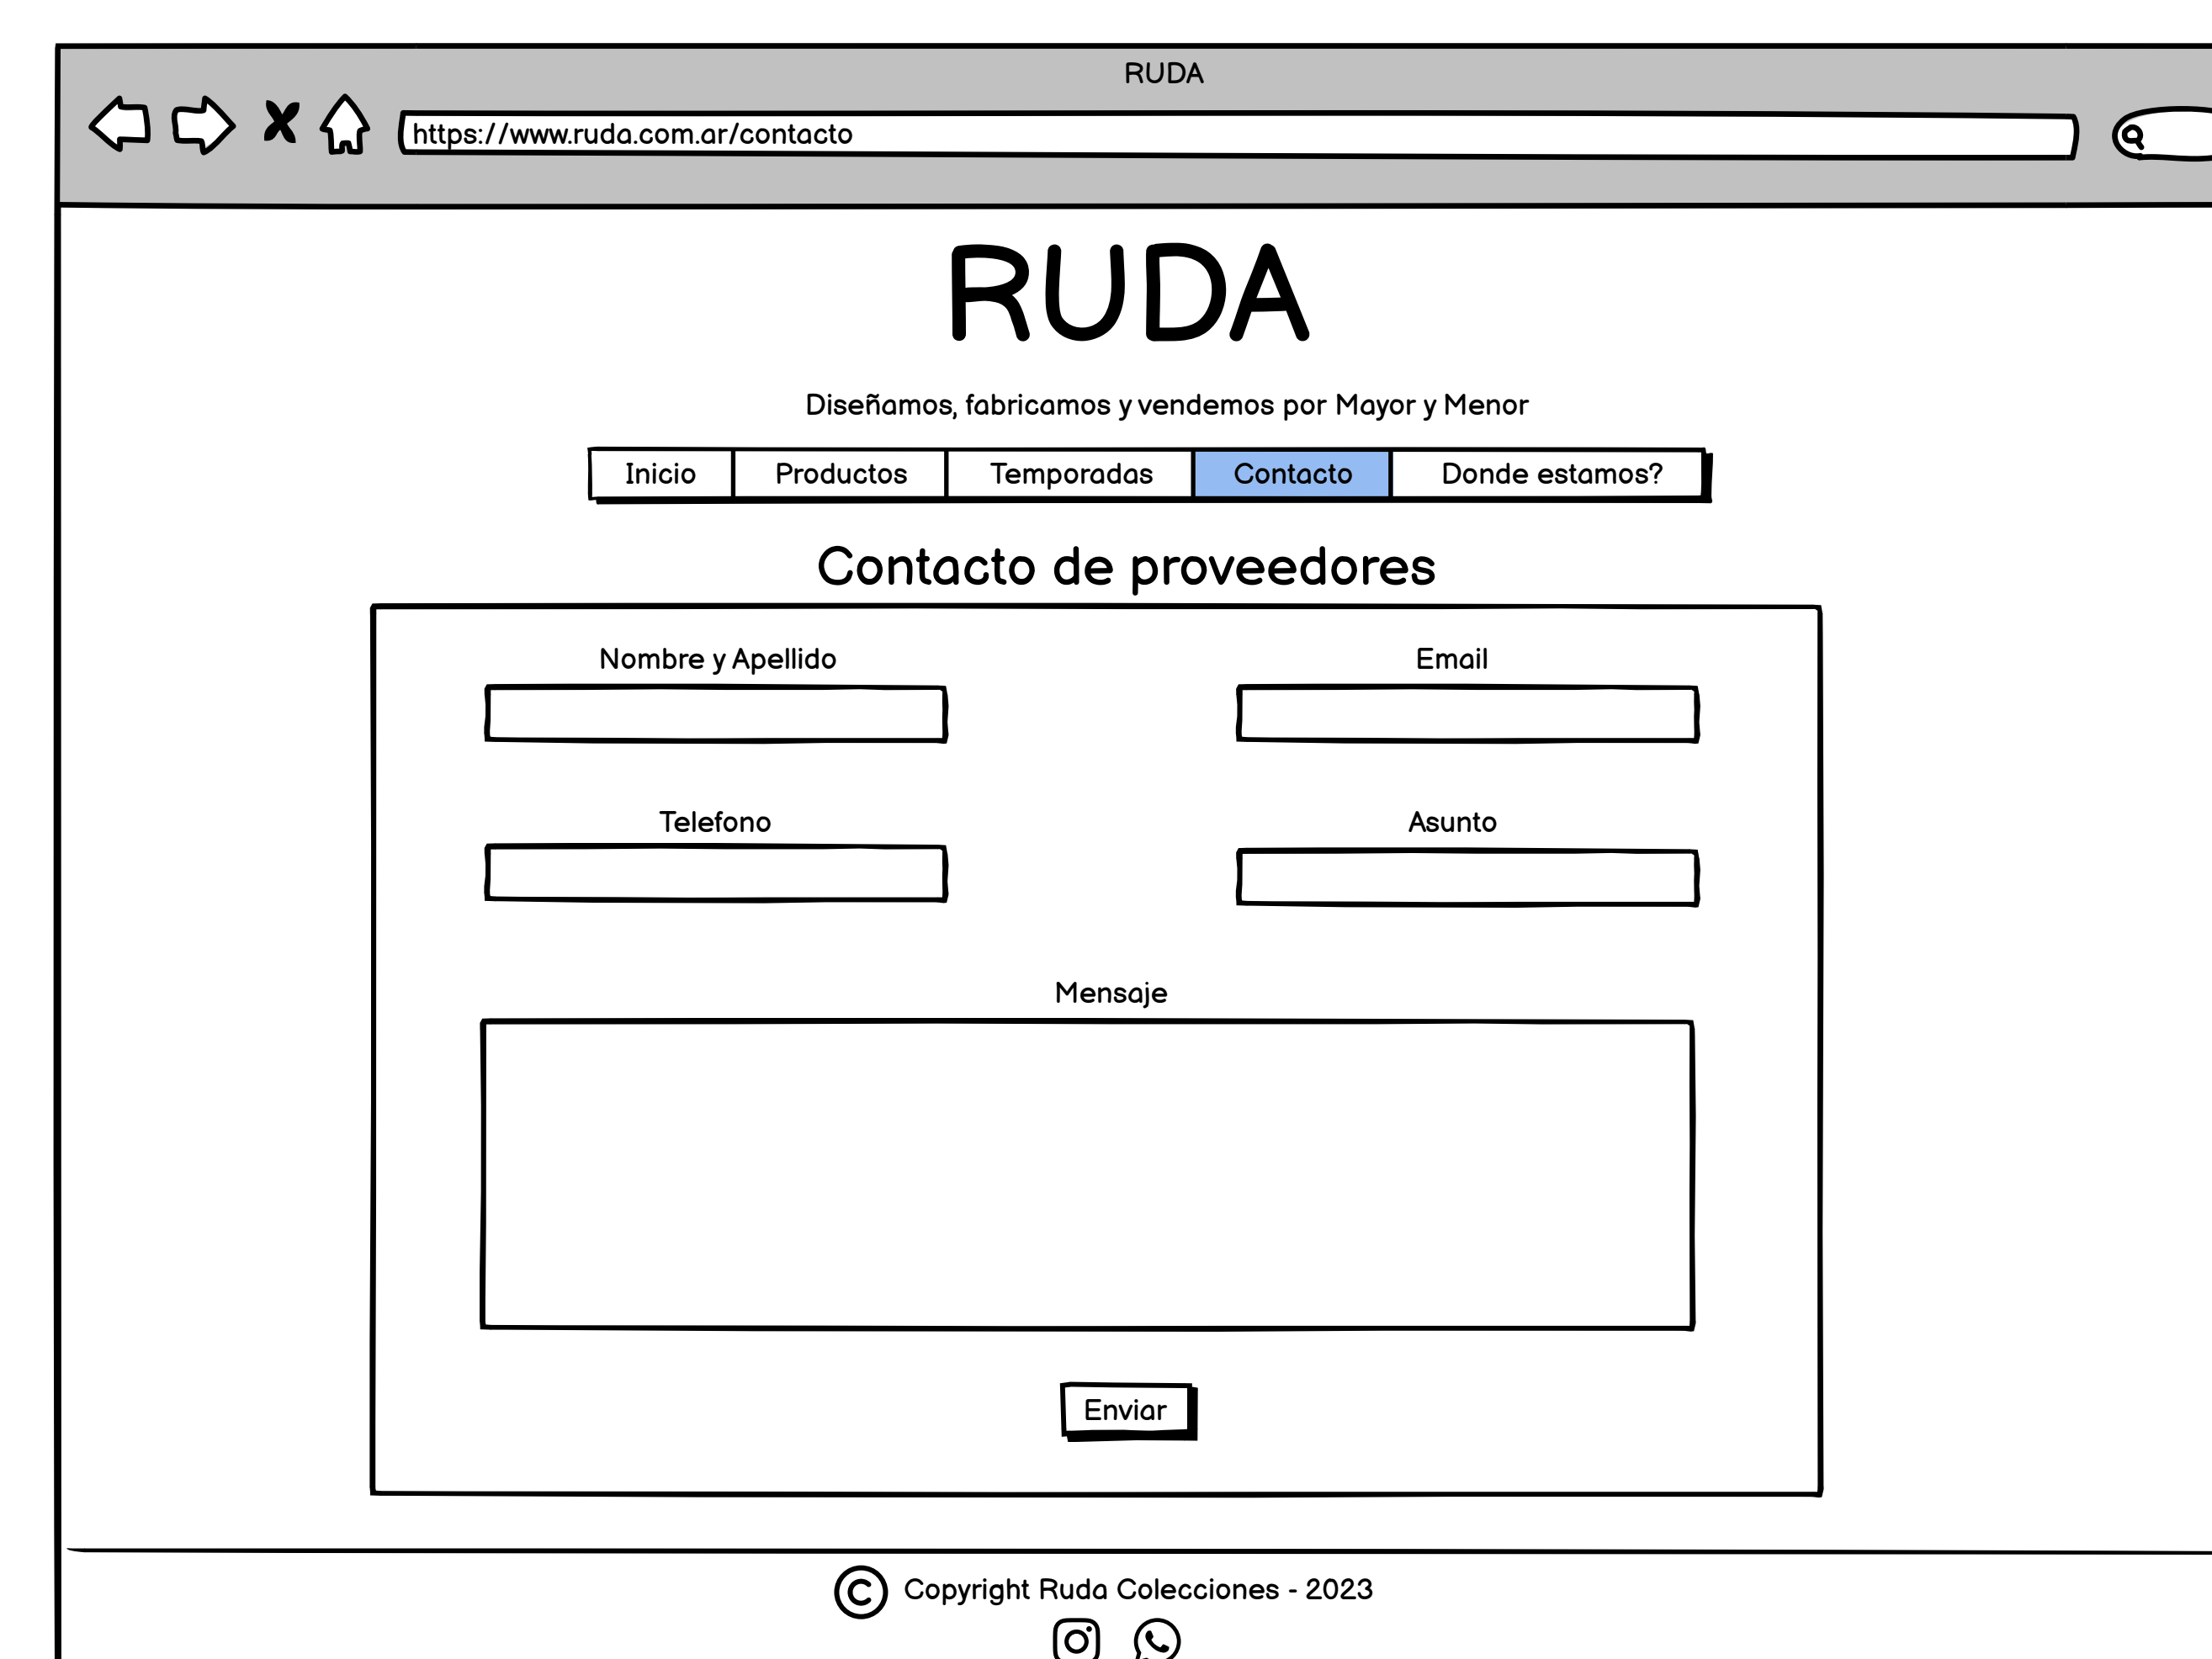 RUDA
https://www.ruda.com.ar/contacto
RUDA
Diseñamos, fabricamos y vendemos por Mayor y Menor
Inicio Productos Temporadas Contacto Donde estamos?
Contacto de proveedores
Nombre y Apellido Email
Telefono Asunto
Mensaje
Enviar
© Copyright Ruda Colecciones - 2023